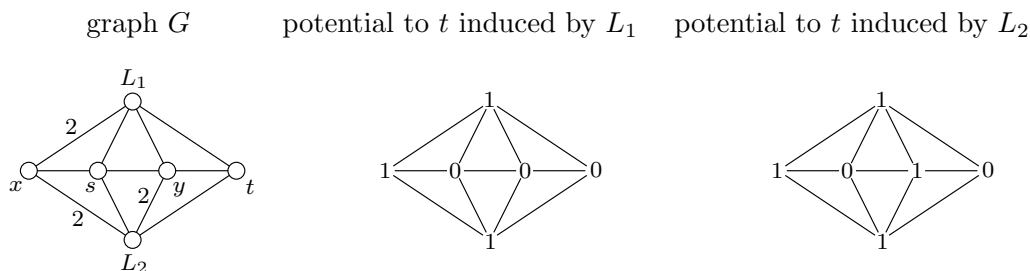 graph G potential to t induced by L₁ potential to t induced by L₂
L₁ 1 1
2
x s y t 1 0 0 0 1 0 1 0
2
2
L₂ 1 1